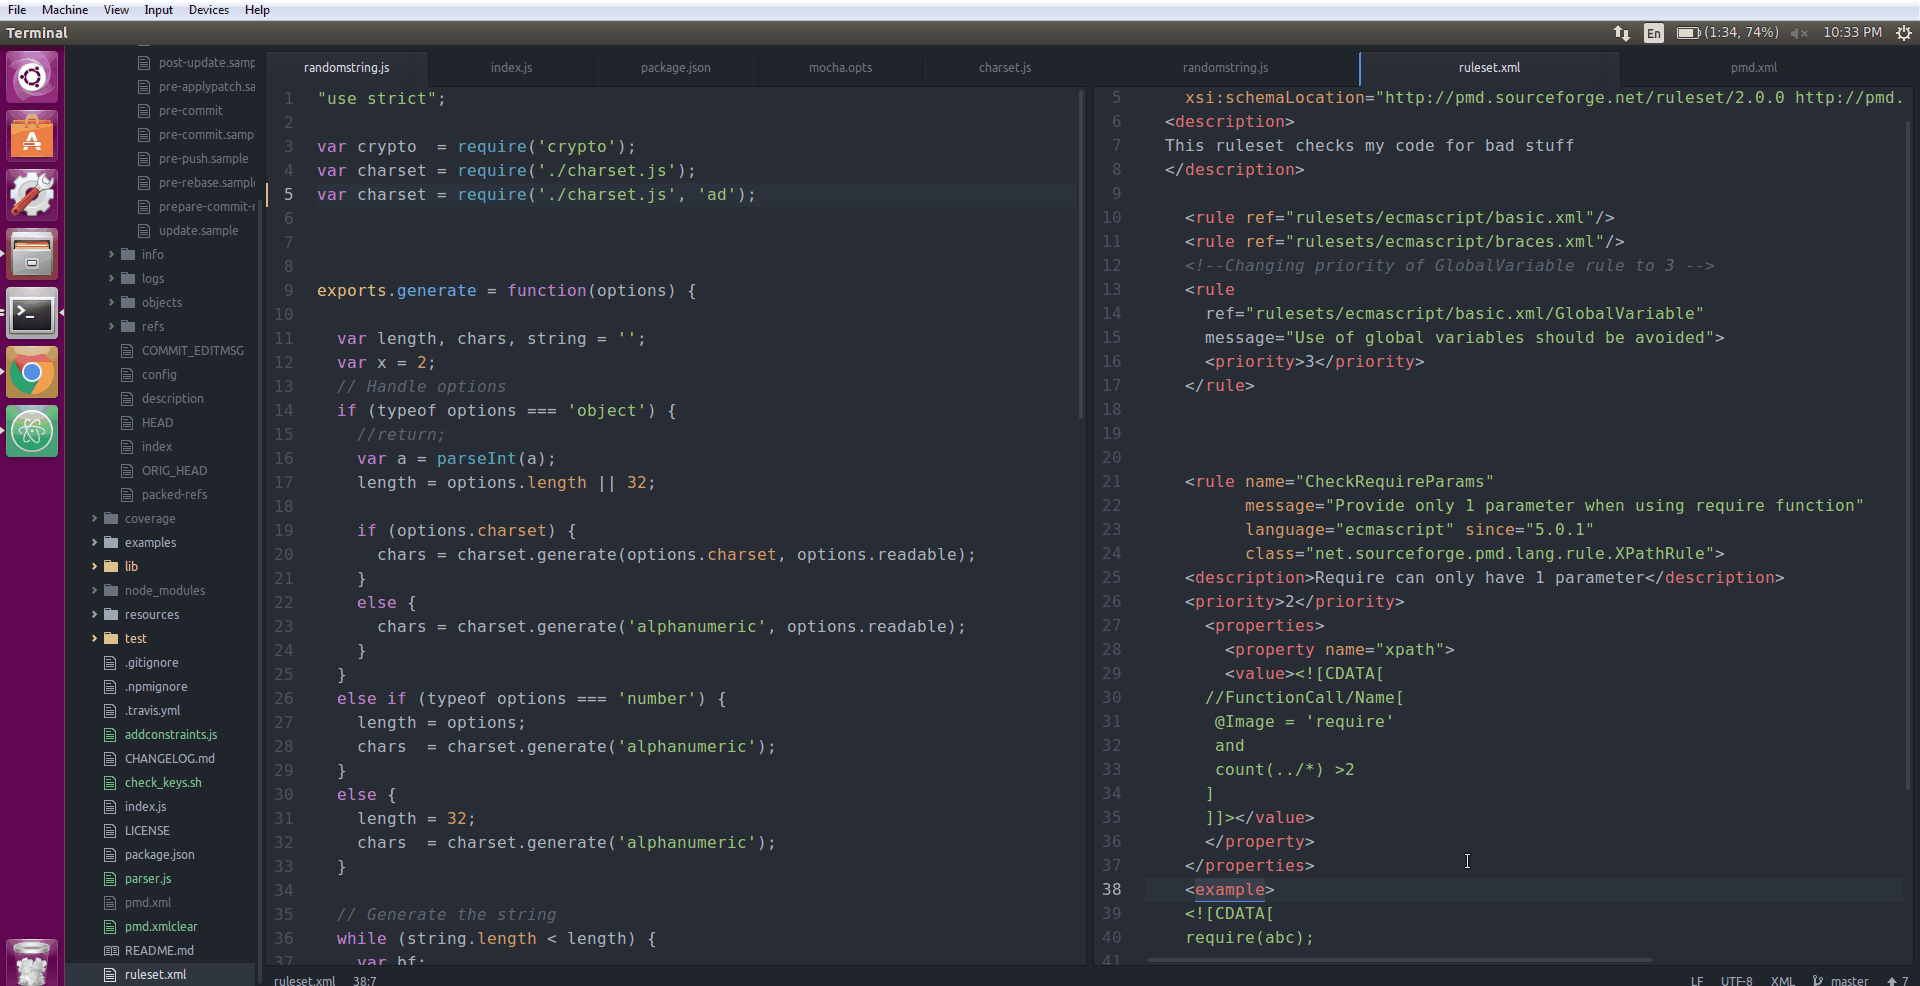 File Machine View Input Devices Help
Terminal
En (1:34, 74%) 10:33 PM
post-update.samp
pre-applypatch.sa
pre-commit
pre-commit.samp
pre-push.sample
pre-rebase.sampl
prepare-commit-
update.sample
info
logs
objects
refs
COMMIT_EDITMSG
config
description
HEAD
index
ORIG_HEAD
packed-refs
coverage
examples
lib
node_modules
resources
test
.gitignore
.npmignore
.travis.yml
addconstraints.js
CHANGELOG.md
check_keys.sh
index.js
LICENSE
package.json
parser.js
pmd.xml
pmd.xmlclear
README.md
ruleset.xml
randomstring.js index.js package.json mocha.opts charset.js
1 "use strict";
2
3 var crypto  = require('crypto');
4 var charset = require('./charset.js');
5 var charset = require('./charset.js', 'ad');
6
7
8
9 exports.generate = function(options) {
10
11   var length, chars, string = '';
12   var x = 2;
13   // Handle options
14   if (typeof options === 'object') {
15     //return;
16     var a = parseInt(a);
17     length = options.length || 32;
18
19     if (options.charset) {
20       chars = charset.generate(options.charset, options.readable);
21     }
22     else {
23       chars = charset.generate('alphanumeric', options.readable);
24     }
25   }
26   else if (typeof options === 'number') {
27     length = options;
28     chars  = charset.generate('alphanumeric');
29   }
30   else {
31     length = 32;
32     chars  = charset.generate('alphanumeric');
33   }
34
35   // Generate the string
36   while (string.length < length) {
37     var bf;
randomstring.js ruleset.xml pmd.xml
5   xsi:schemaLocation="http://pmd.sourceforge.net/ruleset/2.0.0 http://pmd.
6 <description>
7 This ruleset checks my code for bad stuff
8 </description>
9
10   <rule ref="rulesets/ecmascript/basic.xml"/>
11   <rule ref="rulesets/ecmascript/braces.xml"/>
12   <!--Changing priority of GlobalVariable rule to 3 -->
13   <rule
14     ref="rulesets/ecmascript/basic.xml/GlobalVariable"
15     message="Use of global variables should be avoided">
16     <priority>3</priority>
17   </rule>
18
19
20
21   <rule name="CheckRequireParams"
22         message="Provide only 1 parameter when using require function"
23         language="ecmascript" since="5.0.1"
24         class="net.sourceforge.pmd.lang.rule.XPathRule">
25   <description>Require can only have 1 parameter</description>
26   <priority>2</priority>
27     <properties>
28       <property name="xpath">
29       <value><![CDATA[
30     //FunctionCall/Name[
31      @Image = 'require'
32      and
33      count(../*) >2
34     ]
35     ]]></value>
36     </property>
37   </properties>
38   <example>
39   <![CDATA[
40   require(abc);
41
ruleset.xml 38:7 LF UTF-8 XML master 7